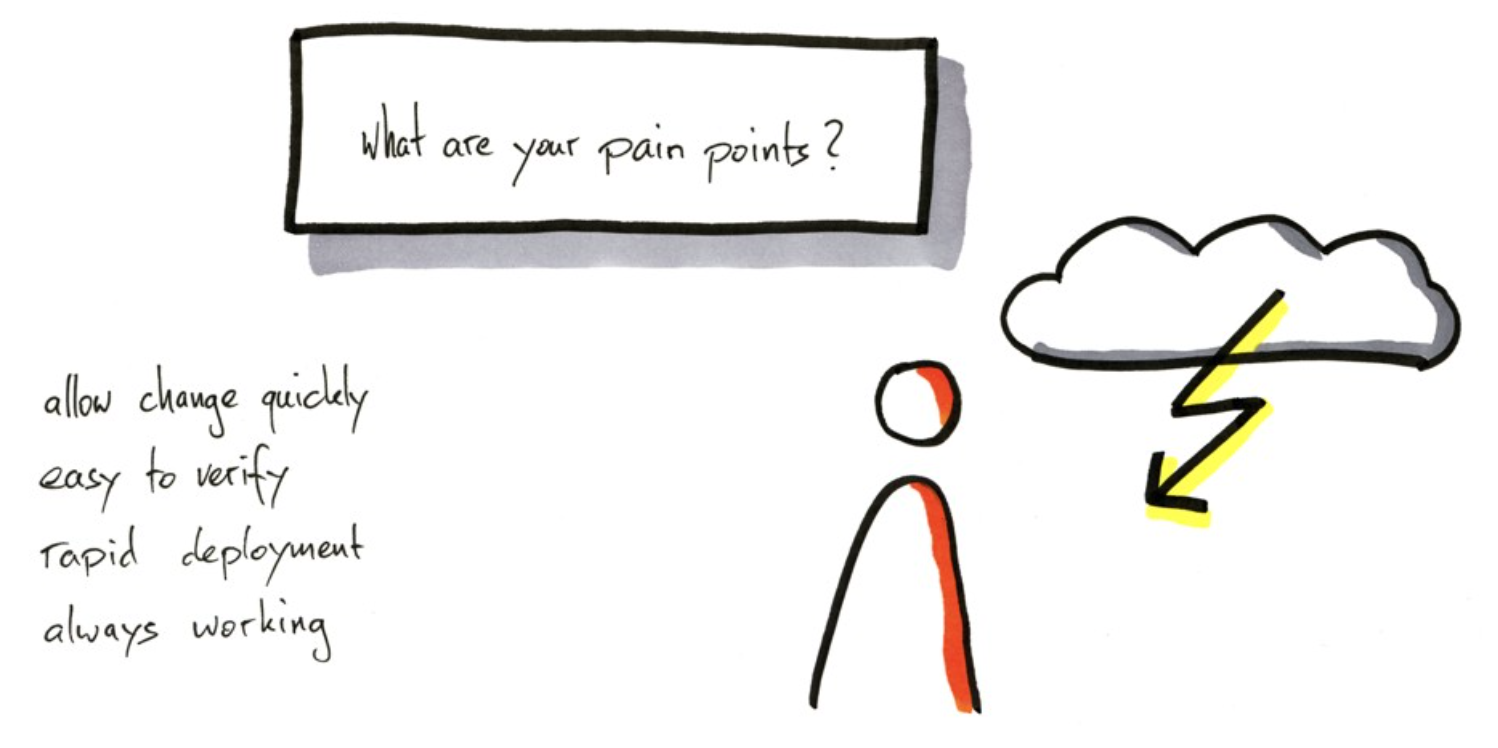 what are your pain points?
allow change quickly
easy to verify
rapid deployment
always working